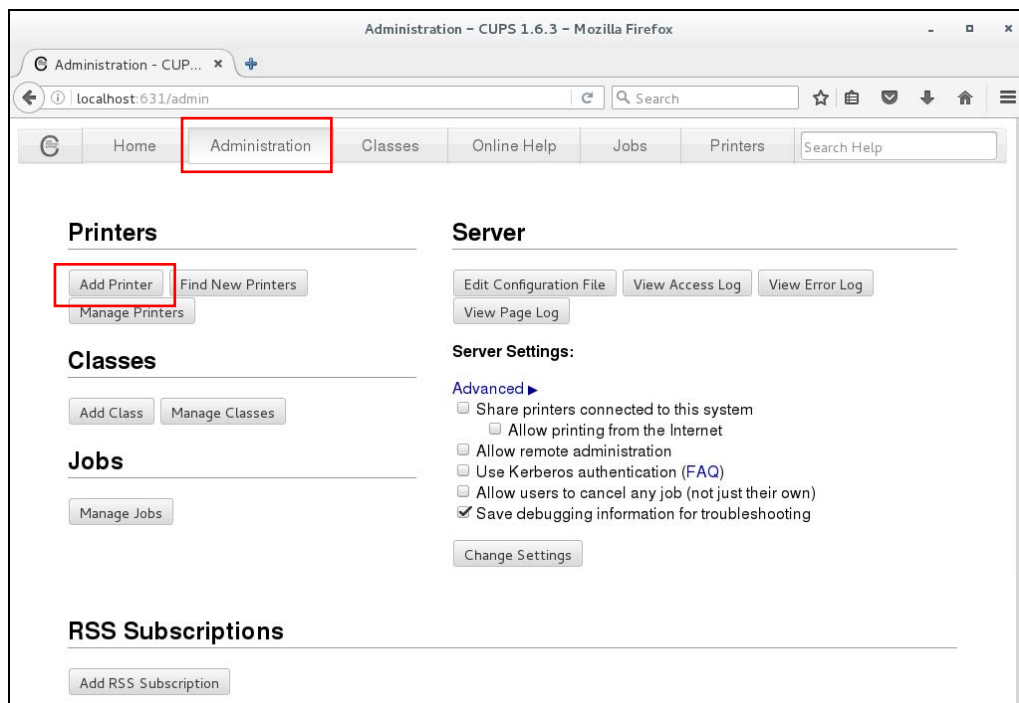 Administration – CUPS 1.6.3 – Mozilla Firefox
Administration - CUP...
localhost:631/admin
Search
Home Administration Classes Online Help Jobs Printers Search Help
Printers
Add Printer Find New Printers
Manage Printers
Classes
Add Class Manage Classes
Jobs
Manage Jobs
Server
Edit Configuration File View Access Log View Error Log
View Page Log
Server Settings:
Advanced ▶
Share printers connected to this system
Allow printing from the Internet
Allow remote administration
Use Kerberos authentication (FAQ)
Allow users to cancel any job (not just their own)
Save debugging information for troubleshooting
Change Settings
RSS Subscriptions
Add RSS Subscription